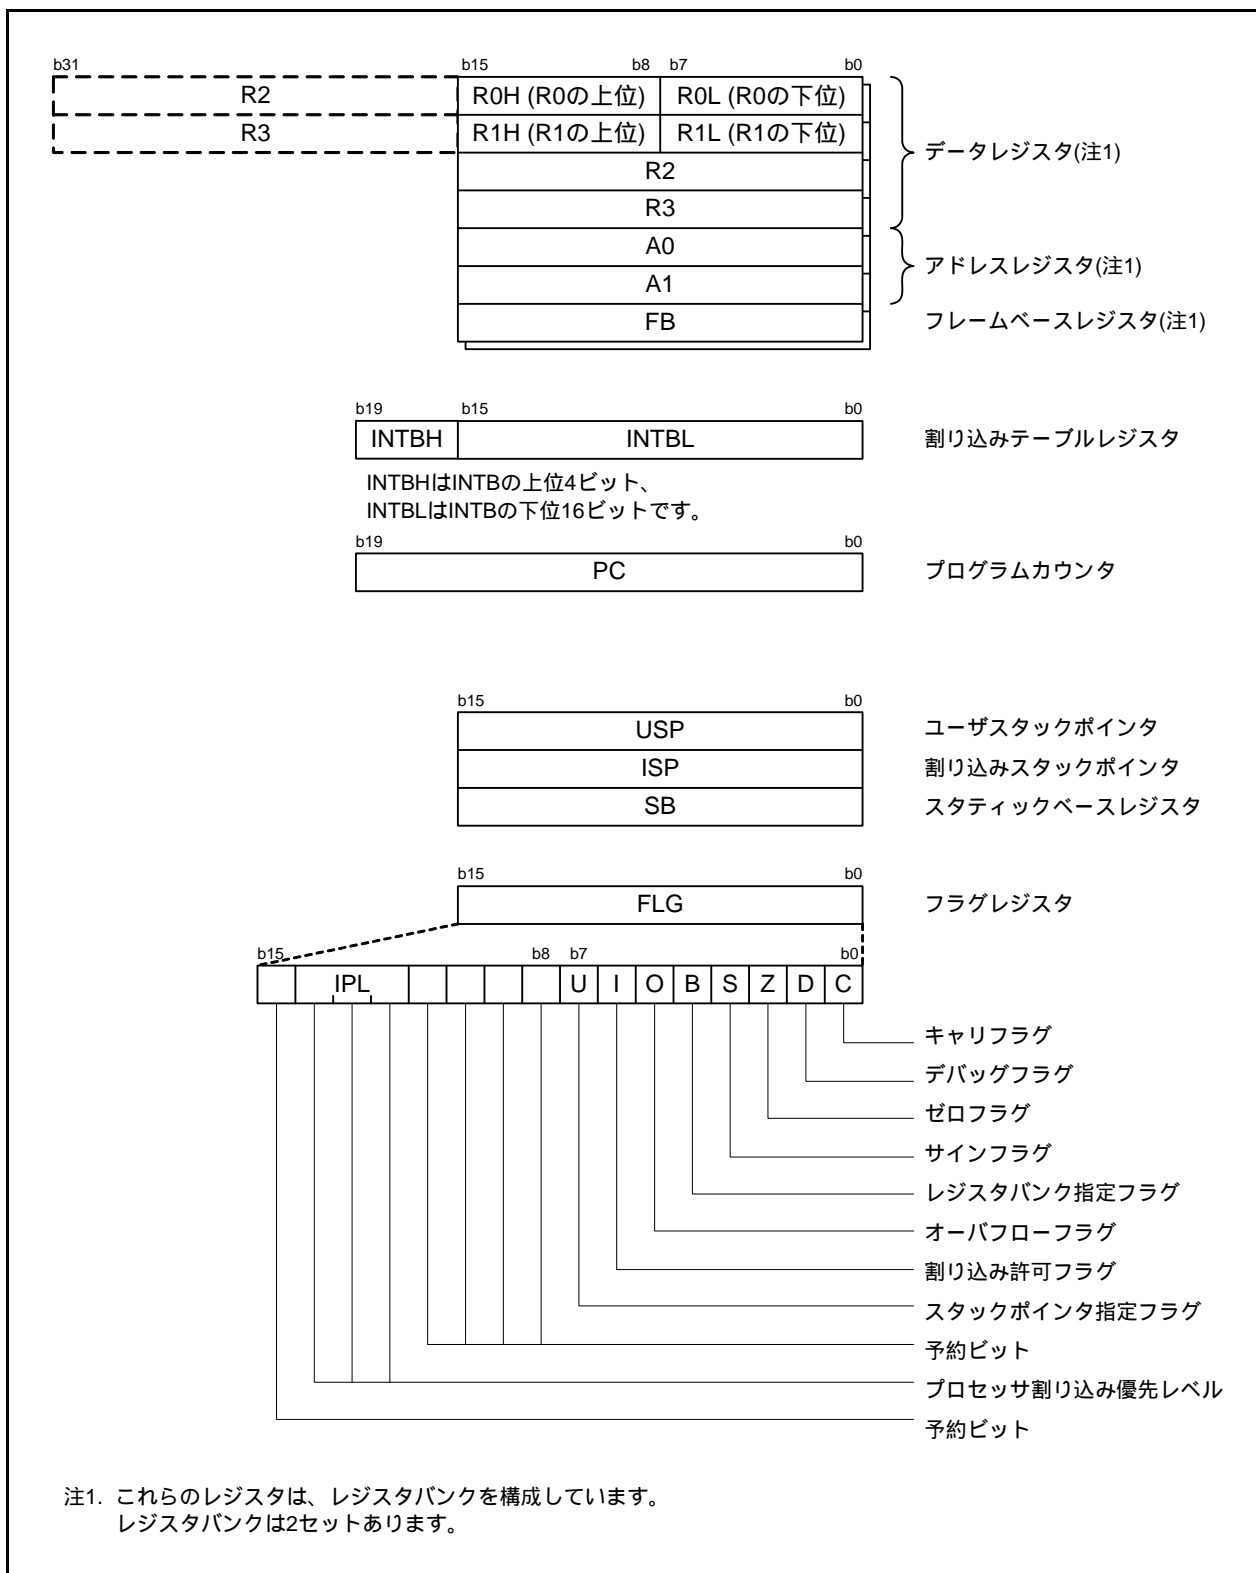 b31 b15 b8 b7 b0
R2 R0H (R0の上位) R0L (R0の下位)
R3 R1H (R1の上位) R1L (R1の下位)
データレジスタ(注1)
R2
R3
A0
アドレスレジスタ(注1)
A1
FB フレームベースレジスタ(注1)
b19 b15 b0
INTBH INTBL 割り込みテーブルレジスタ
INTBHはINTBの上位4ビット、
INTBLはINTBの下位16ビットです。
b19 b0
PC プログラムカウンタ
b15 b0
USP ユーザスタックポインタ
ISP 割り込みスタックポインタ
SB スタティックベースレジスタ
b15 b0
FLG フラグレジスタ
b15 b8 b7 b0
IPL U I O B S Z D C
キャリフラグ
デバッグフラグ
ゼロフラグ
サインフラグ
レジスタバンク指定フラグ
オーバフローフラグ
割り込み許可フラグ
スタックポインタ指定フラグ
予約ビット
プロセッサ割り込み優先レベル
予約ビット
注1. これらのレジスタは、レジスタバンクを構成しています。
レジスタバンクは2セットあります。